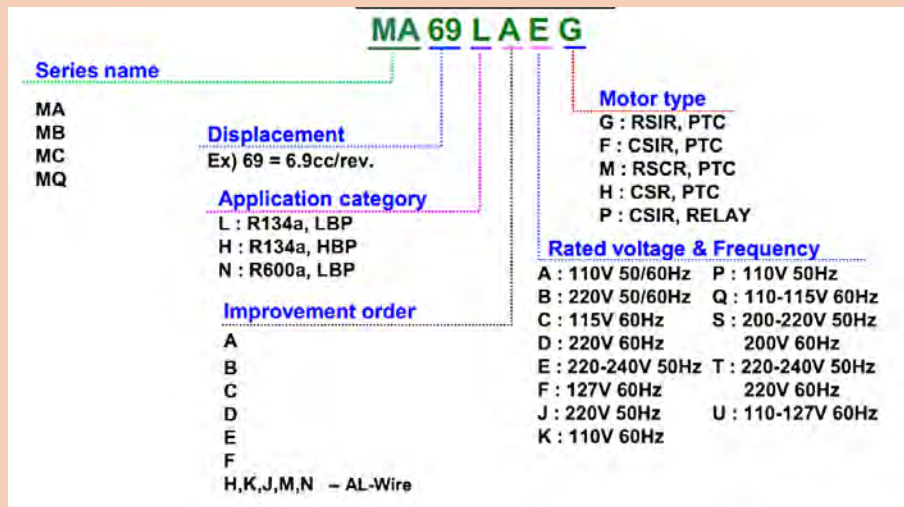 MA 69 L A E G
Series name
MA
MB
MC
MQ
Displacement
Ex) 69 = 6.9cc/rev.
Application category
L : R134a, LBP
H : R134a, HBP
N : R600a, LBP
Improvement order
A
B
C
D
E
F
H,K,J,M,N – AL-Wire
Motor type
G : RSIR, PTC
F : CSIR, PTC
M : RSCR, PTC
H : CSR, PTC
P : CSIR, RELAY
Rated voltage & Frequency
A : 110V 50/60Hz P : 110V 50Hz
B : 220V 50/60Hz Q : 110-115V 60Hz
C : 115V 60Hz S : 200-220V 50Hz
D : 220V 60Hz 200V 60Hz
E : 220-240V 50Hz T : 220-240V 50Hz
F : 127V 60Hz 220V 60Hz
J : 220V 50Hz U : 110-127V 60Hz
K : 110V 60Hz